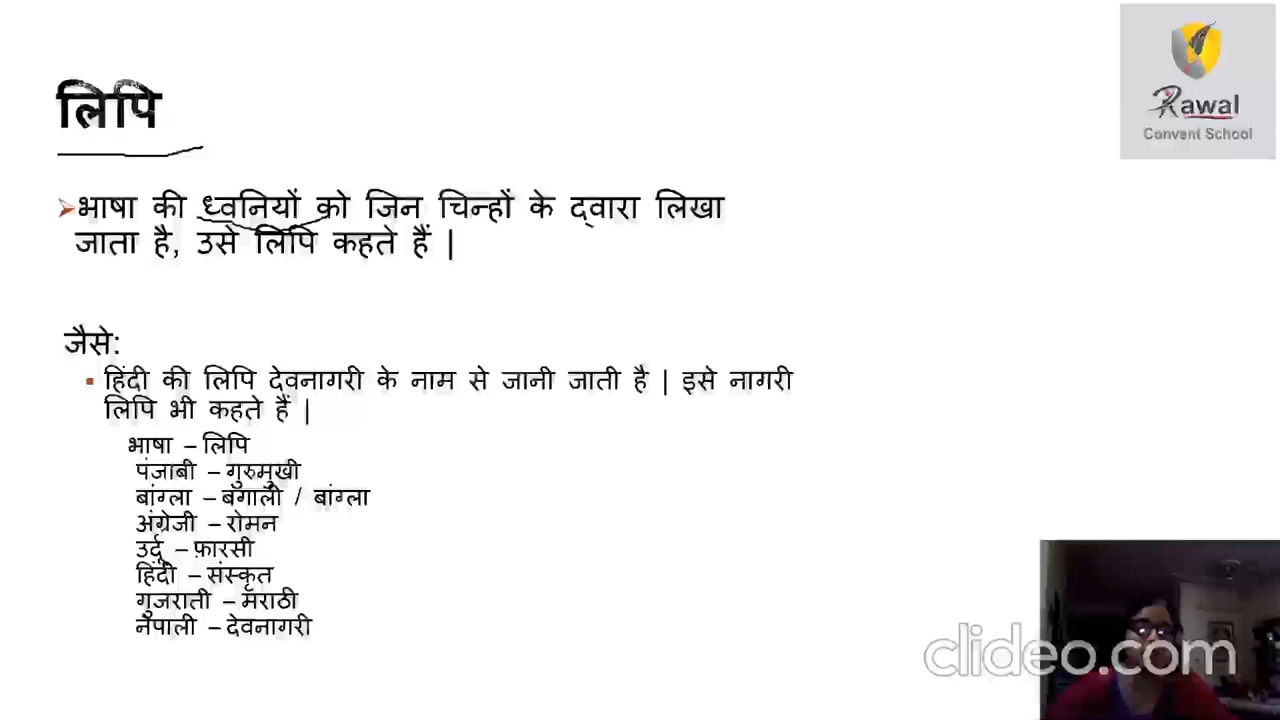 लिपि
भाषा की ध्वनियों को जिन चिन्हों के द्वारा लिखा
जाता है, उसे लिपि कहते हैं |
जैसे:
हिंदी की लिपि देवनागरी के नाम से जानी जाती है | इसे नागरी
लिपि भी कहते हैं |
भाषा – लिपि
पंजाबी – गुरुमुखी
बांग्ला – बंगाली / बांग्ला
अंग्रेजी – रोमन
उर्दू – फ़ारसी
हिंदी – संस्कृत
गुजराती – मराठी
नेपाली – देवनागरी
Rawal
Convent School
clideo.com